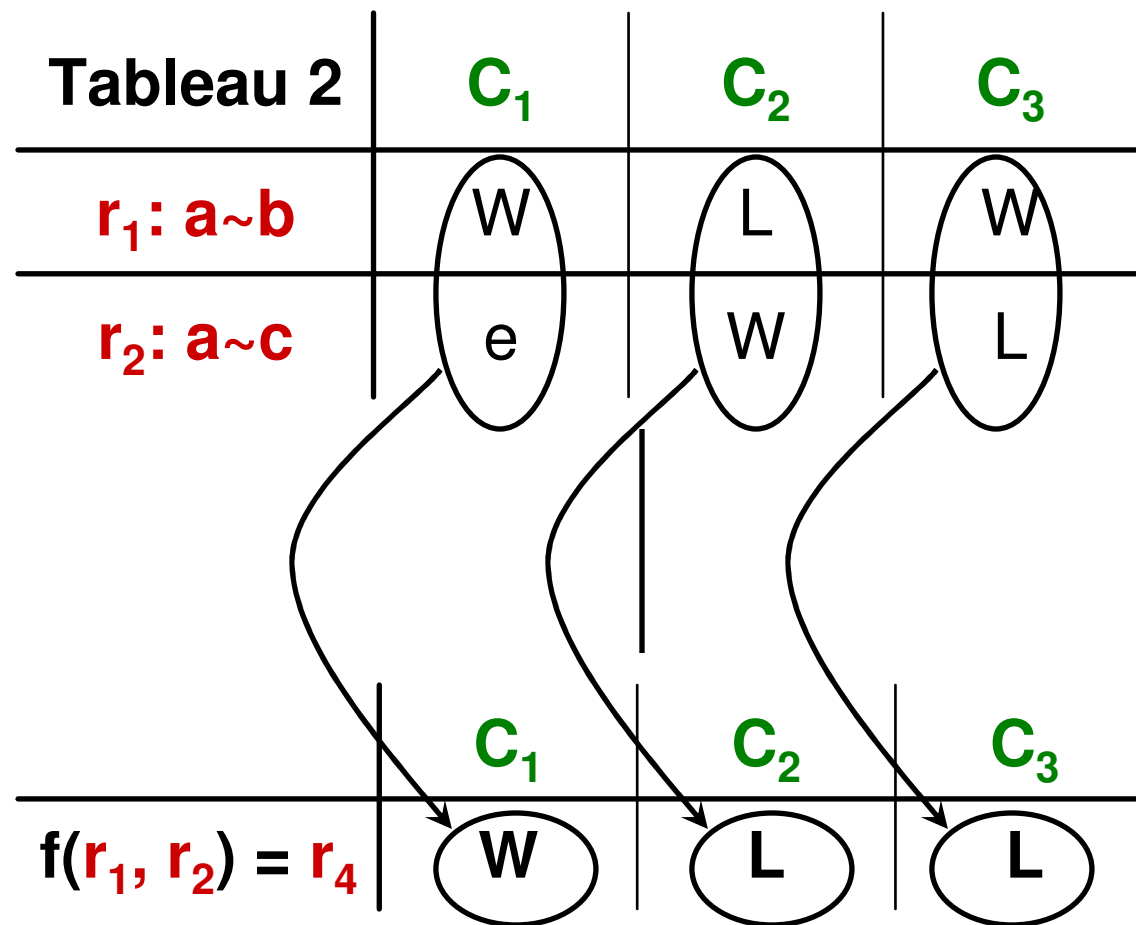 Tableau 2 C₁ C₂ C₃
r₁: a~b W L W
r₂: a~c e W L
C₁ C₂ C₃
f(r₁, r₂) = r₄ W L L